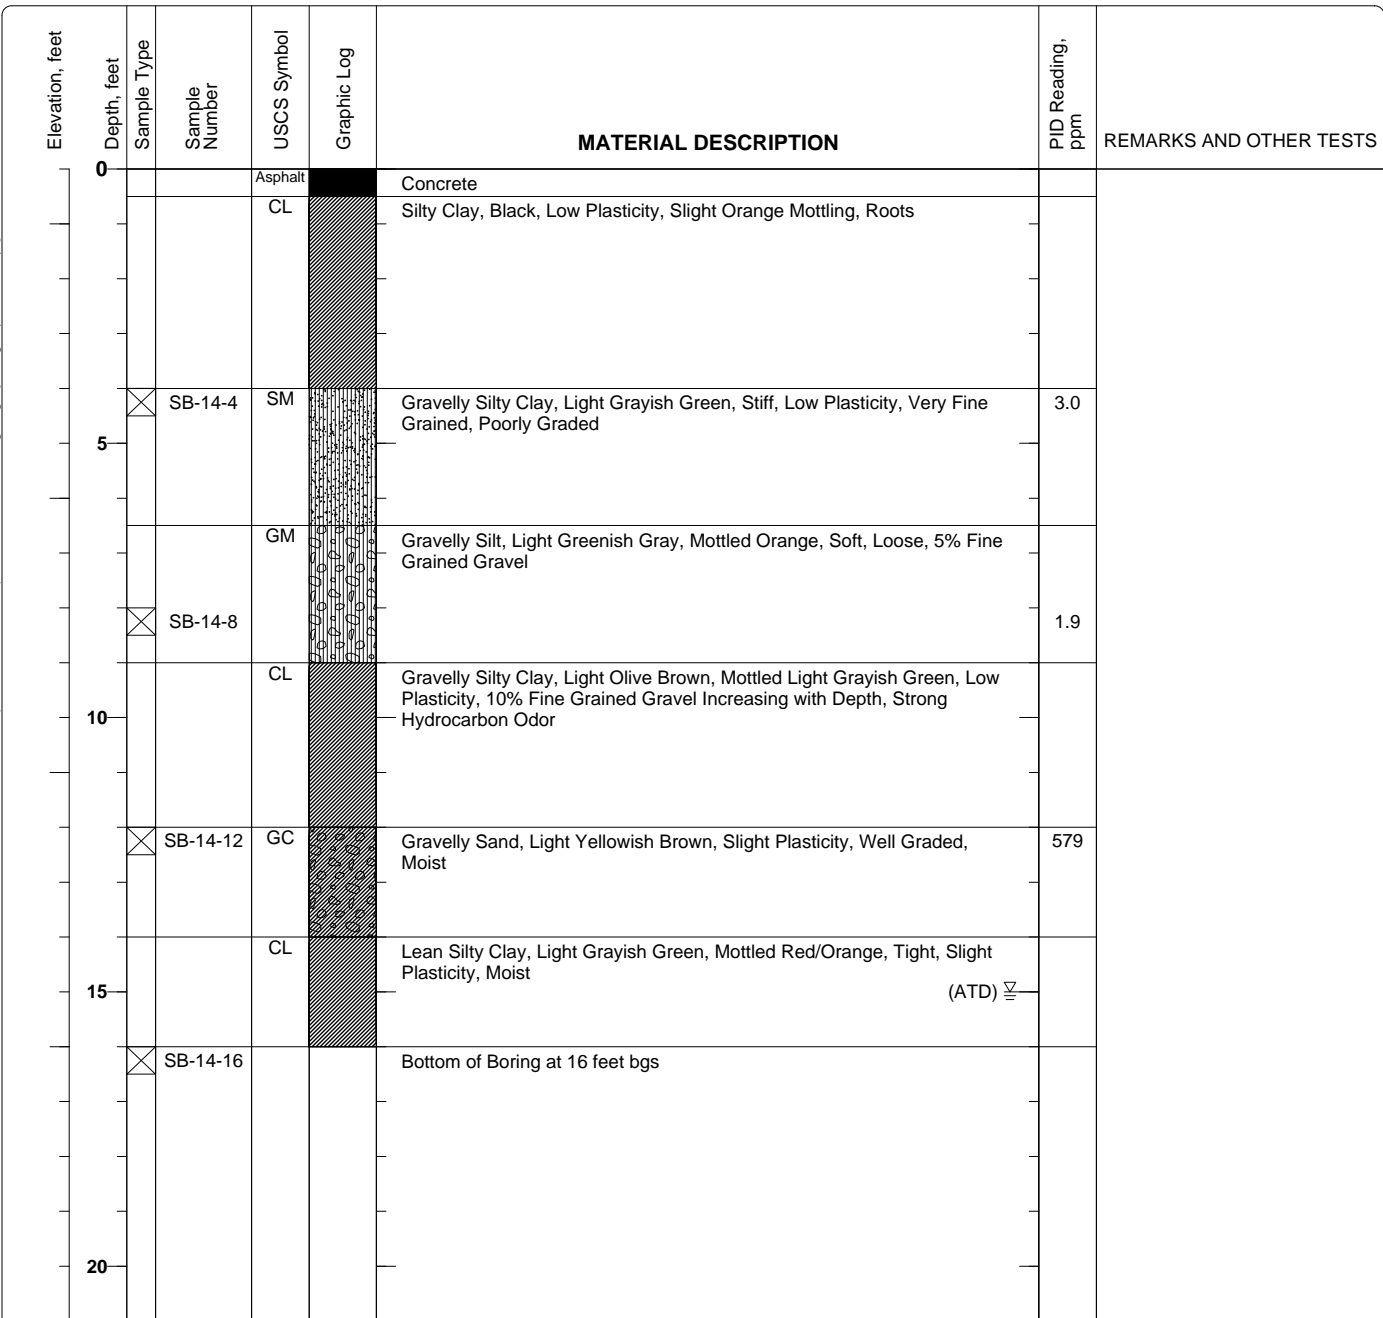 Elevation, feet
Depth, feet
Sample Type
Sample
Number
USCS Symbol
Graphic Log
MATERIAL DESCRIPTION
PID Reading,
ppm
REMARKS AND OTHER TESTS
0
Asphalt
Concrete
CL
Silty Clay, Black, Low Plasticity, Slight Orange Mottling, Roots
SB-14-4
SM
Gravelly Silty Clay, Light Grayish Green, Stiff, Low Plasticity, Very Fine
Grained, Poorly Graded
3.0
5
GM
Gravelly Silt, Light Greenish Gray, Mottled Orange, Soft, Loose, 5% Fine
Grained Gravel
SB-14-8
1.9
CL
Gravelly Silty Clay, Light Olive Brown, Mottled Light Grayish Green, Low
Plasticity, 10% Fine Grained Gravel Increasing with Depth, Strong
Hydrocarbon Odor
10
SB-14-12
GC
Gravelly Sand, Light Yellowish Brown, Slight Plasticity, Well Graded,
Moist
579
CL
Lean Silty Clay, Light Grayish Green, Mottled Red/Orange, Tight, Slight
Plasticity, Moist
15
(ATD)
SB-14-16
Bottom of Boring at 16 feet bgs
20